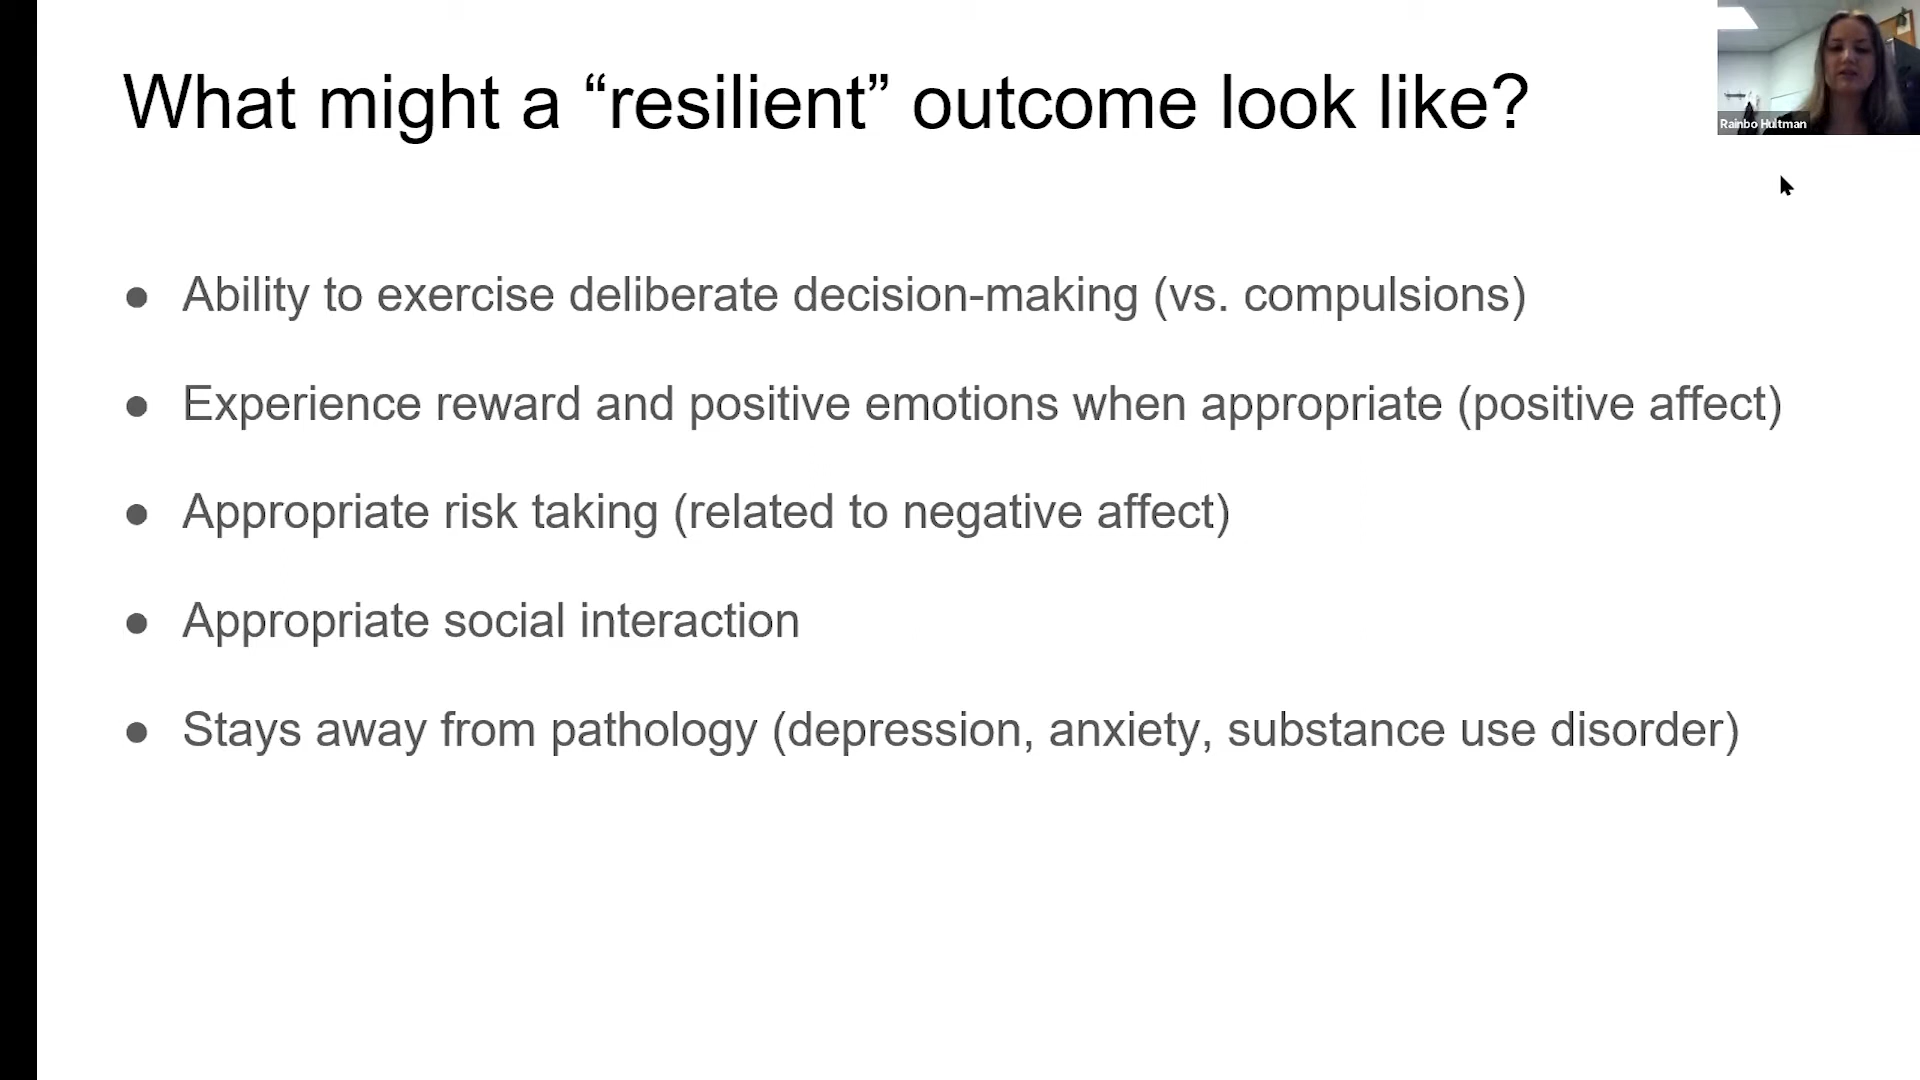 What might a “resilient” outcome look like?
Rainbo Hultman
● Ability to exercise deliberate decision-making (vs. compulsions)
● Experience reward and positive emotions when appropriate (positive affect)
● Appropriate risk taking (related to negative affect)
● Appropriate social interaction
● Stays away from pathology (depression, anxiety, substance use disorder)